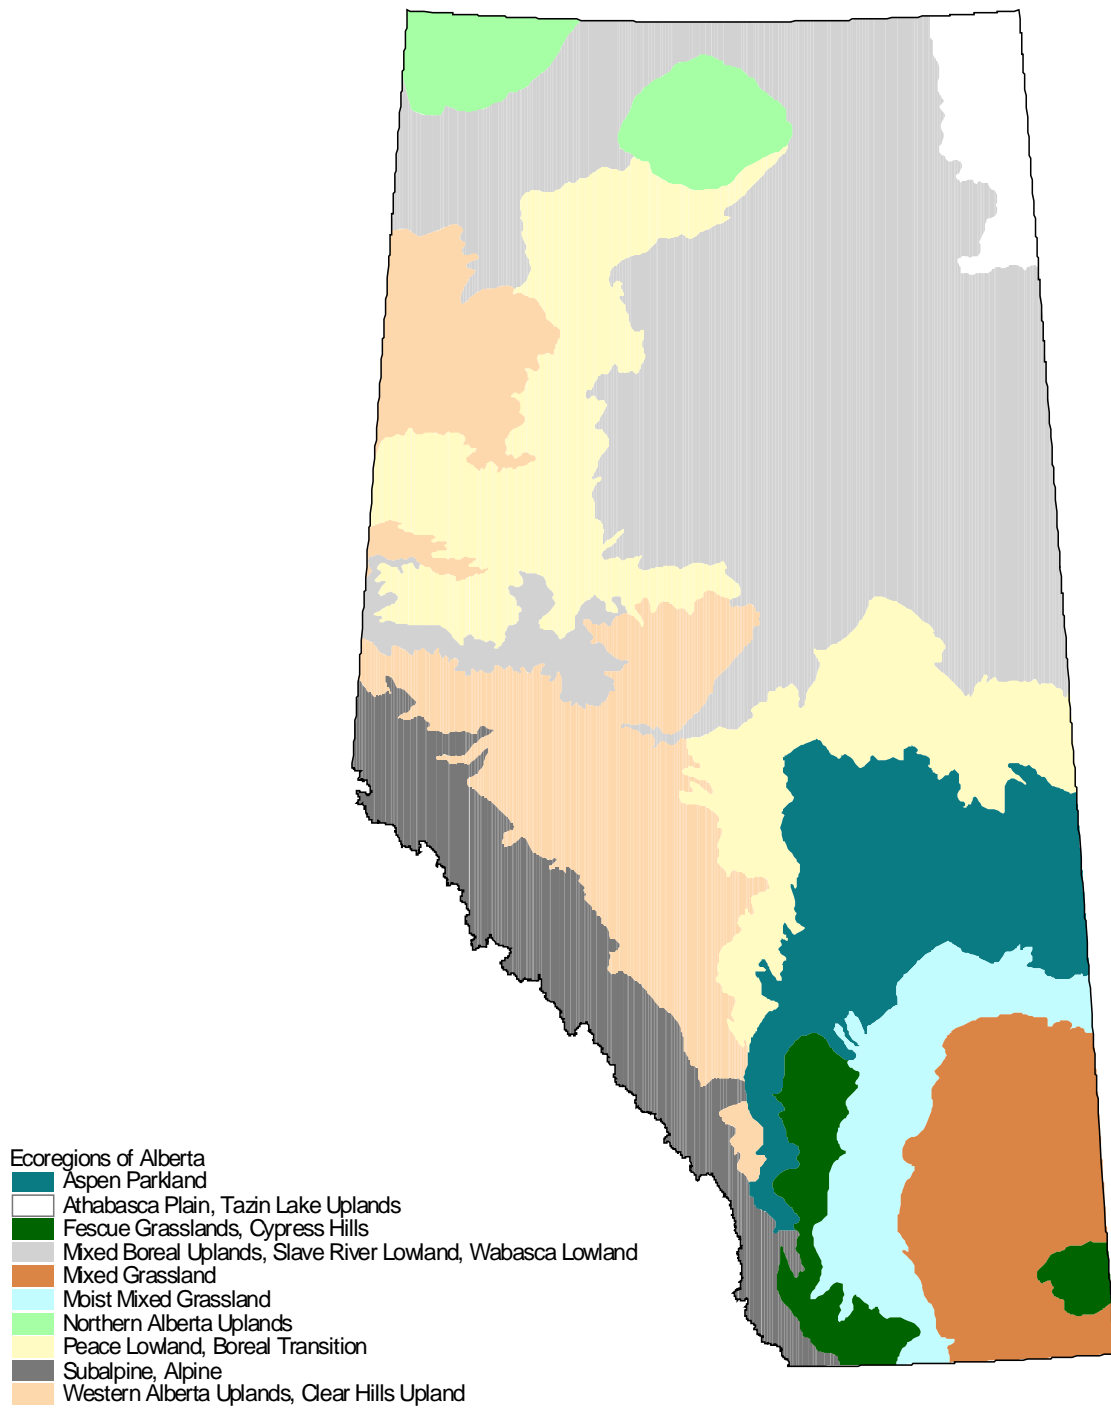 Ecoregions of Alberta
Aspen Parkland
Athabasca Plain, Tazin Lake Uplands
Fescue Grasslands, Cypress Hills
Mixed Boreal Uplands, Slave River Lowland, Wabasca Lowland
Mixed Grassland
Moist Mixed Grassland
Northern Alberta Uplands
Peace Lowland, Boreal Transition
Subalpine, Alpine
Western Alberta Uplands, Clear Hills Upland